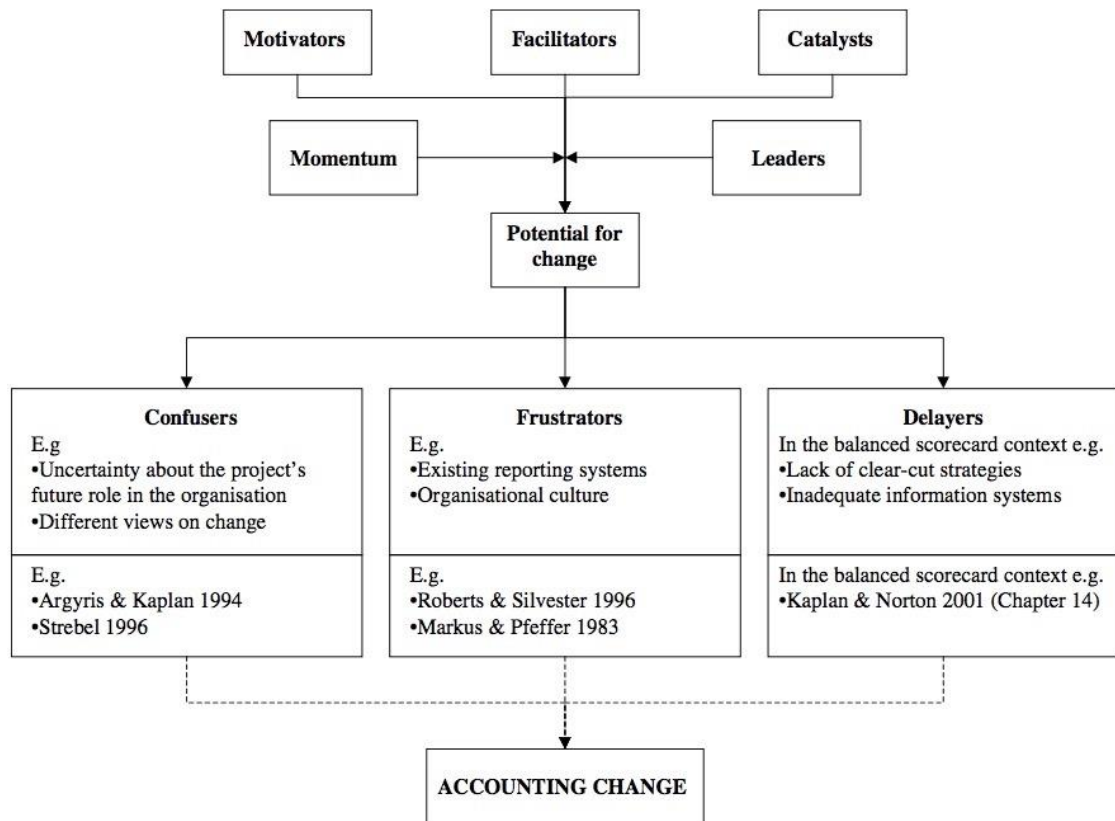 Motivators
Facilitators
Catalysts
Momentum
Leaders
Potential for
change
Confusers
E.g
•Uncertainty about the project's
future role in the organisation
•Different views on change
E.g.
•Argyris & Kaplan 1994
•Strebel 1996
Frustrators
E.g.
•Existing reporting systems
•Organisational culture
E.g.
•Roberts & Silvester 1996
•Markus & Pfeffer 1983
Delayers
In the balanced scorecard context e.g.
•Lack of clear-cut strategies
•Inadequate information systems
In the balanced scorecard context e.g.
•Kaplan & Norton 2001 (Chapter 14)
ACCOUNTING CHANGE